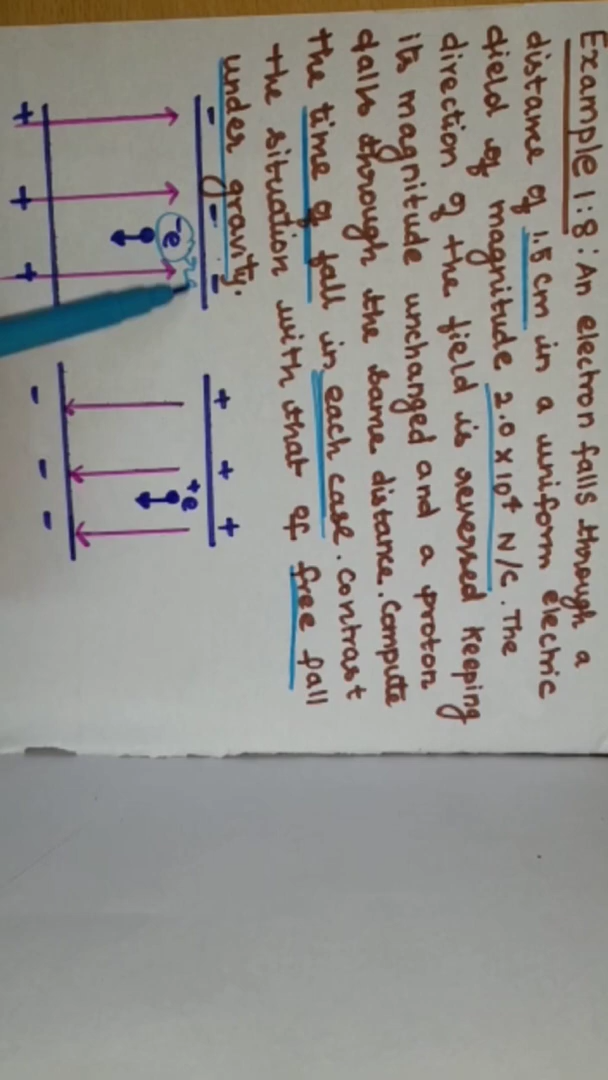 Example 1:8: An electron falls through a
distance of 1.5 cm in a uniform electric
field of magnitude 2.0 x 10⁴ N/C. The
direction of the field is reversed keeping
its magnitude unchanged and a proton
falls through the same distance. Compute
the time of fall in each case. contrast
the situation with that of free fall
under gravity.
- - -
-e
+ + +
+ + +
+e
- - -